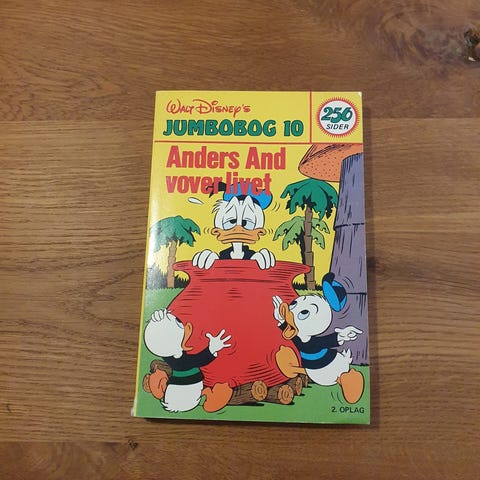 Walt Disney's
JUMBOBOG 10
256
SIDER
Anders And
vover livet
2. OPLAG